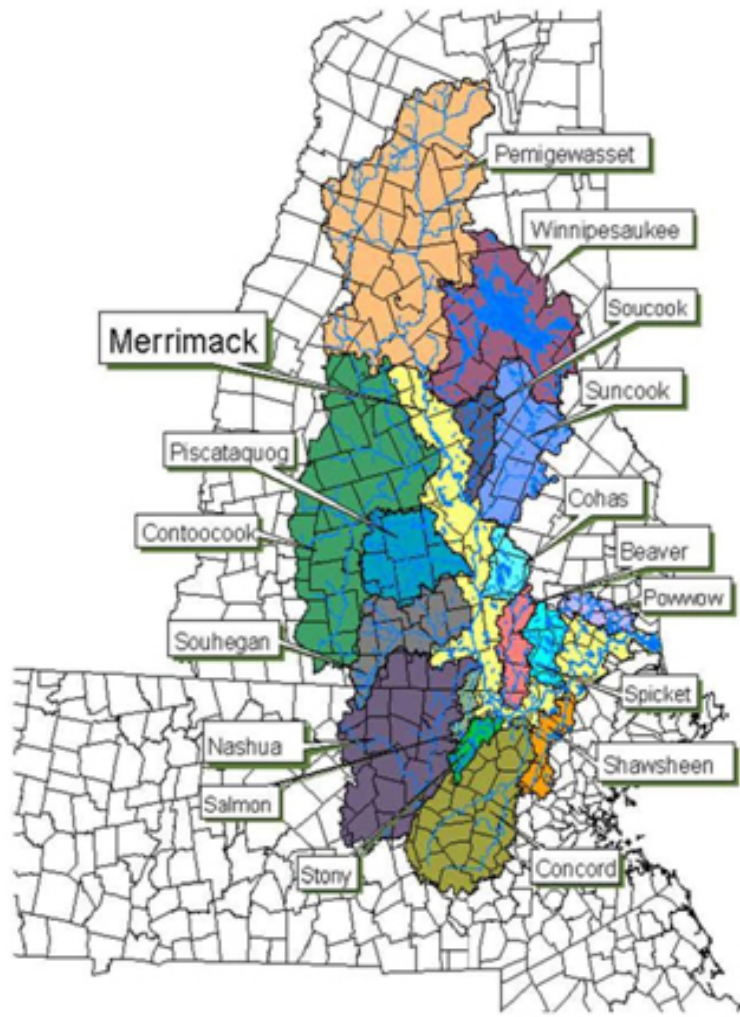 Pemigewasset
Winnipesaukee
Soucook
Merrimack
Suncook
Piscataquog
Cohas
Contoocook
Beaver
Powwow
Souhegan
Spicket
Nashua
Shawsheen
Salmon
Stony
Concord